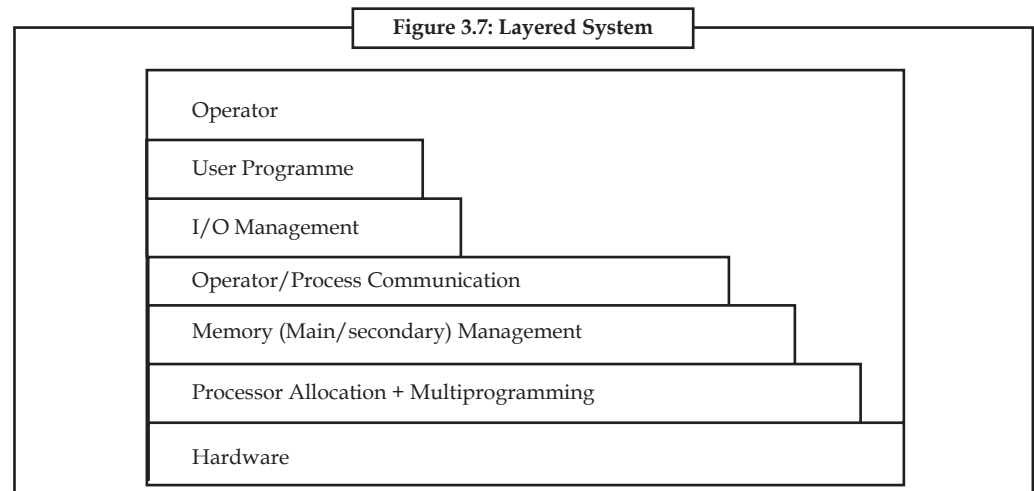 Figure 3.7: Layered System
Operator
User Programme
I/O Management
Operator/Process Communication
Memory (Main/secondary) Management
Processor Allocation + Multiprogramming
Hardware